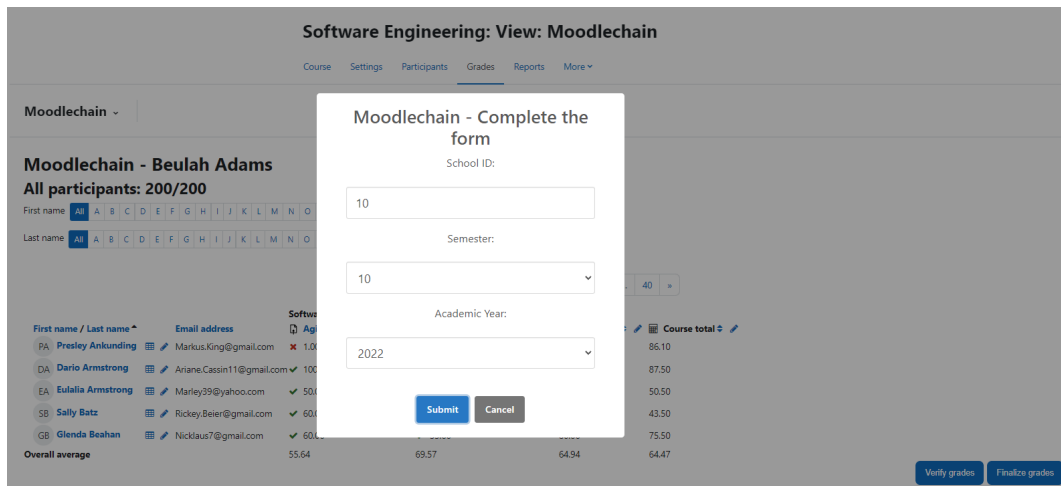 Software Engineering: View: Moodlechain
Course Settings Participants Grades Reports More
Moodlechain
Moodlechain - Complete the
form
School ID:
10
Semester:
10
Academic Year:
2022
Submit Cancel
Moodlechain - Beulah Adams
All participants: 200/200
First name All A B C D E F G H I J K L M N O
Last name All A B C D E F G H I J K L M N O
40 »
First name / Last name Email address Course total
PA Presley Ankunding Markus.King@gmail.com 86.10
DA Dario Armstrong Ariane.Cassin11@gmail.com 87.50
EA Eulalia Armstrong Marley39@yahoo.com 50.50
SB Sally Batz Rickey.Beier@gmail.com 43.50
GB Glenda Beahan Nicklaus7@gmail.com 75.50
Overall average 55.64 69.57 64.94 64.47
Verify grades Finalize grades